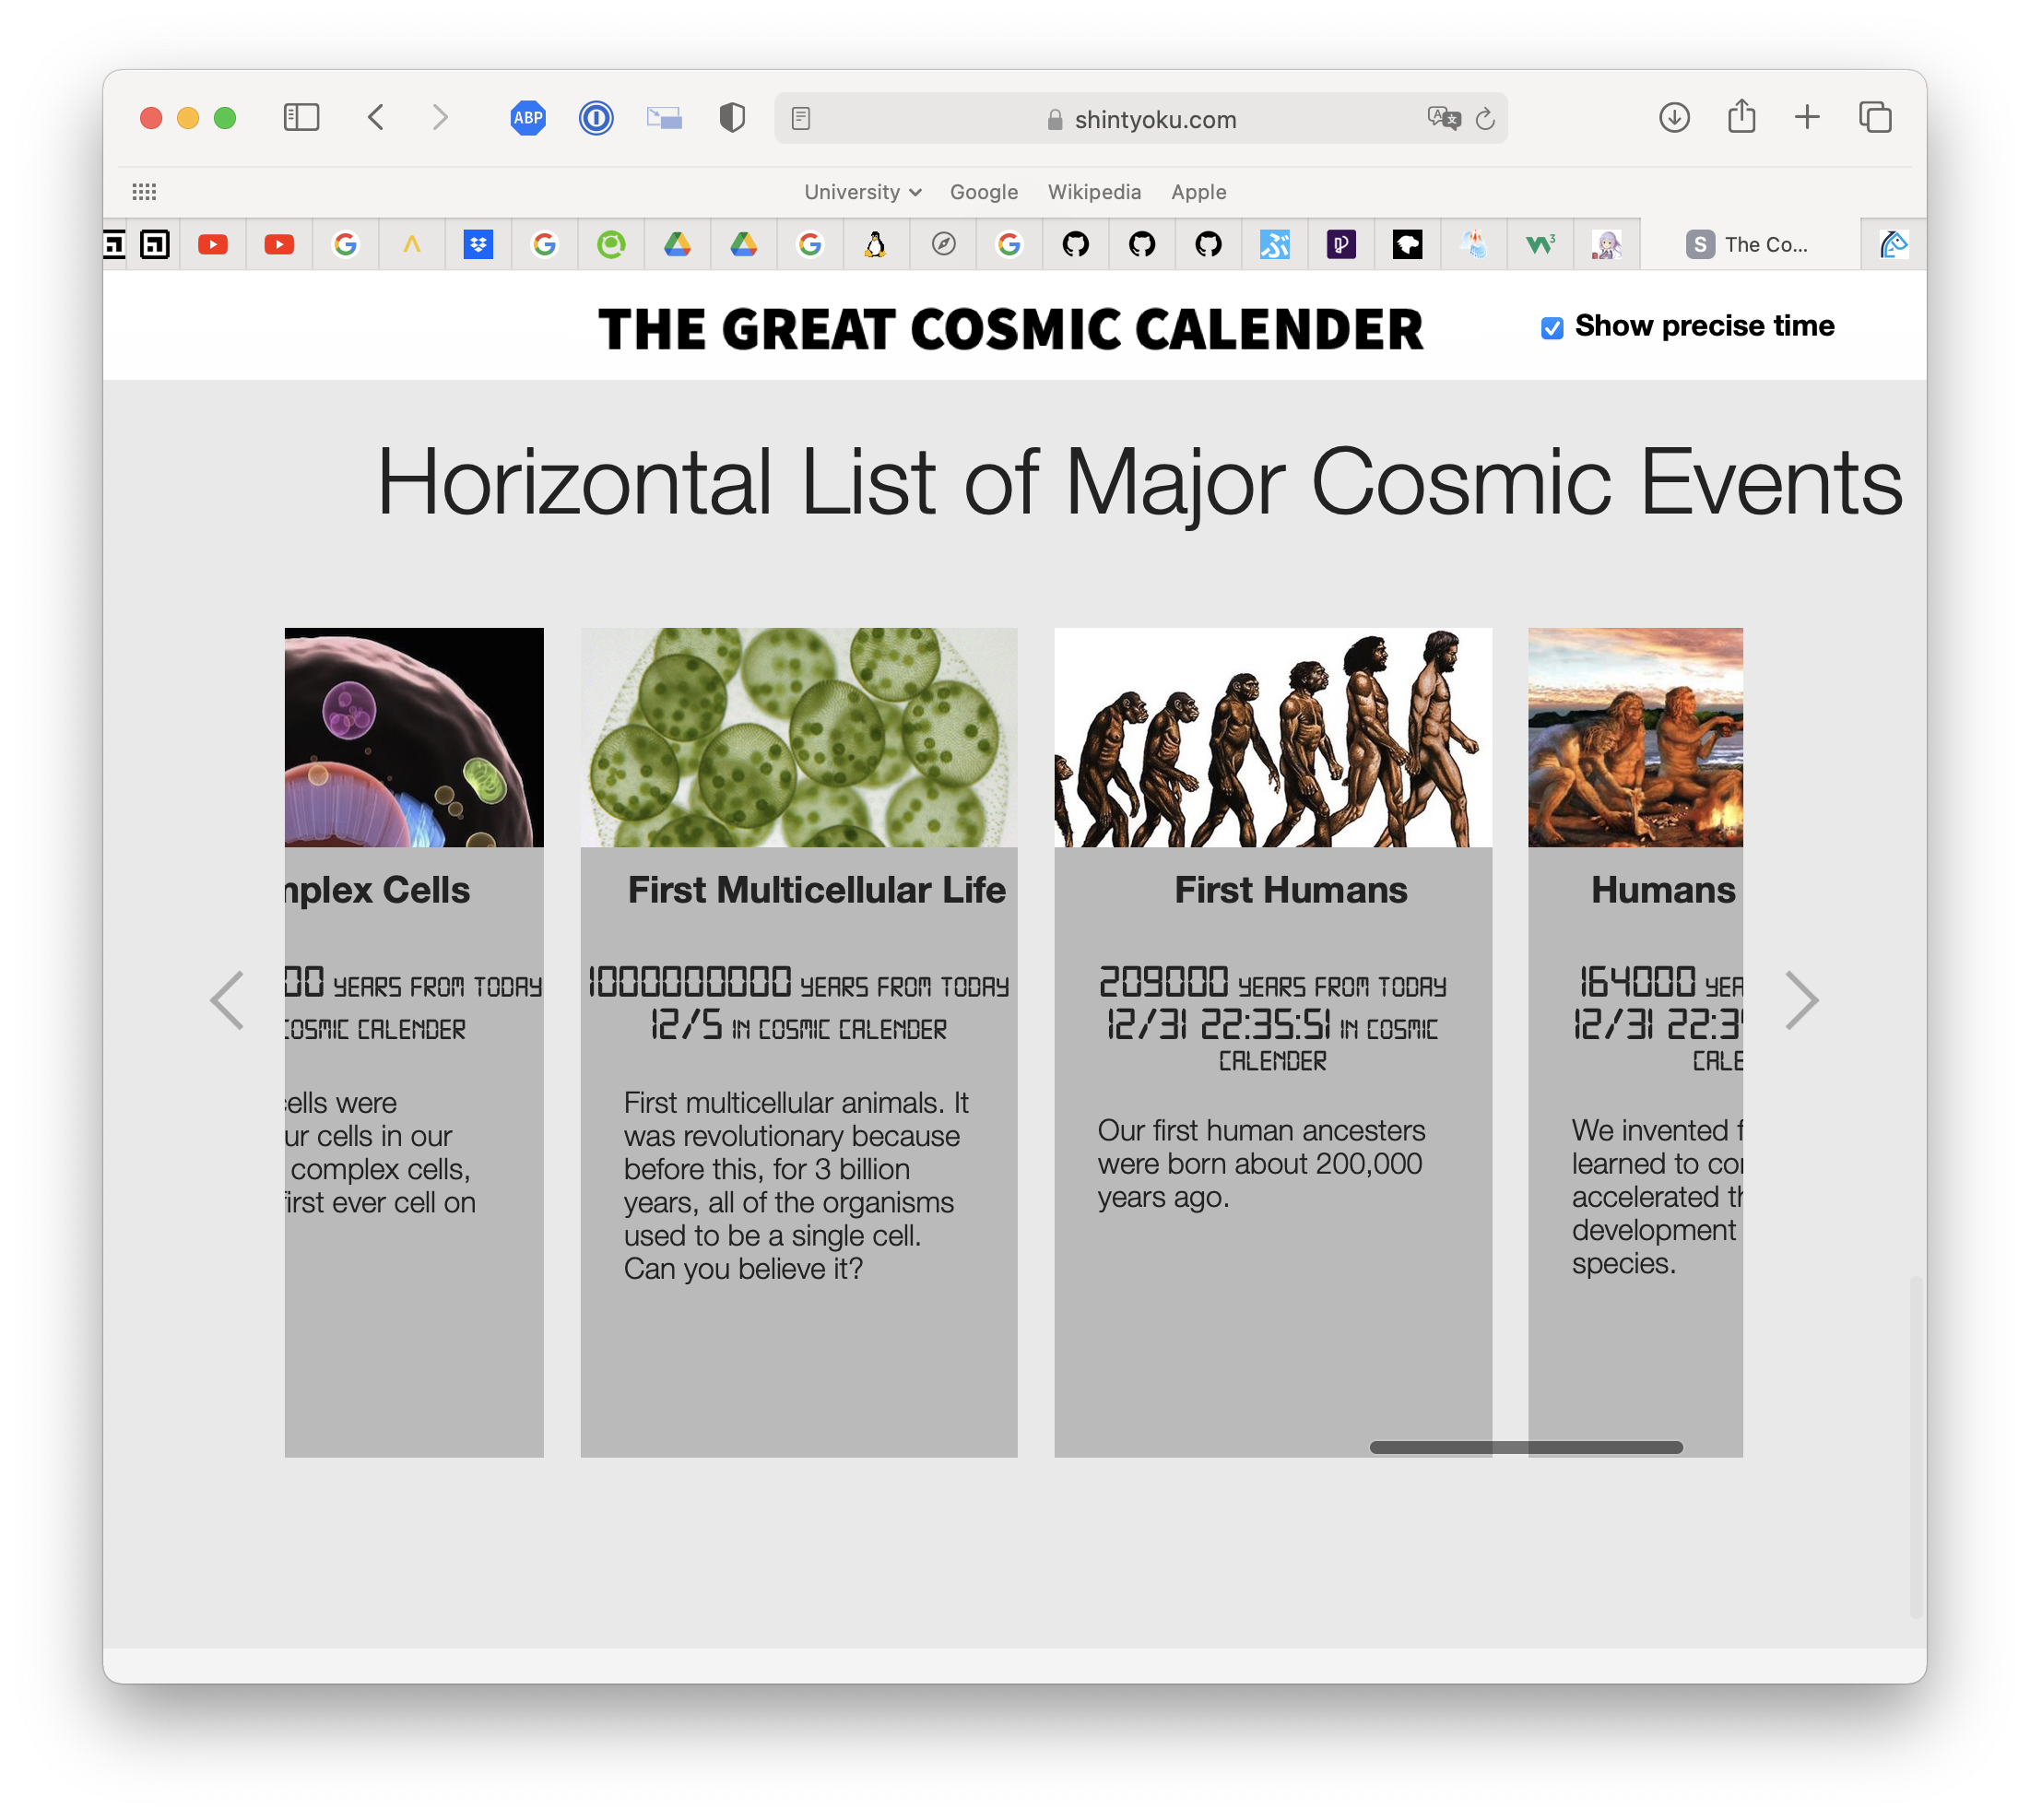 ABP
shintyoku.com
University
Google
Wikipedia
Apple
S The Co...
THE GREAT COSMIC CALENDER
Show precise time
Horizontal List of Major Cosmic Events
nplex Cells
00 YEARS FROM TODAY
COSMIC CALENDER
cells were
ur cells in our
complex cells,
first ever cell on
First Multicellular Life
1000000000 YEARS FROM TODAY
12/5 IN COSMIC CALENDER
First multicellular animals. It
was revolutionary because
before this, for 3 billion
years, all of the organisms
used to be a single cell.
Can you believe it?
First Humans
209000 YEARS FROM TODAY
12/31 22:35:51 IN COSMIC
CALENDER
Our first human ancesters
were born about 200,000
years ago.
Humans
164000 YEA
12/31 22:3
CALE
We invented f
learned to co
accelerated th
development
species.